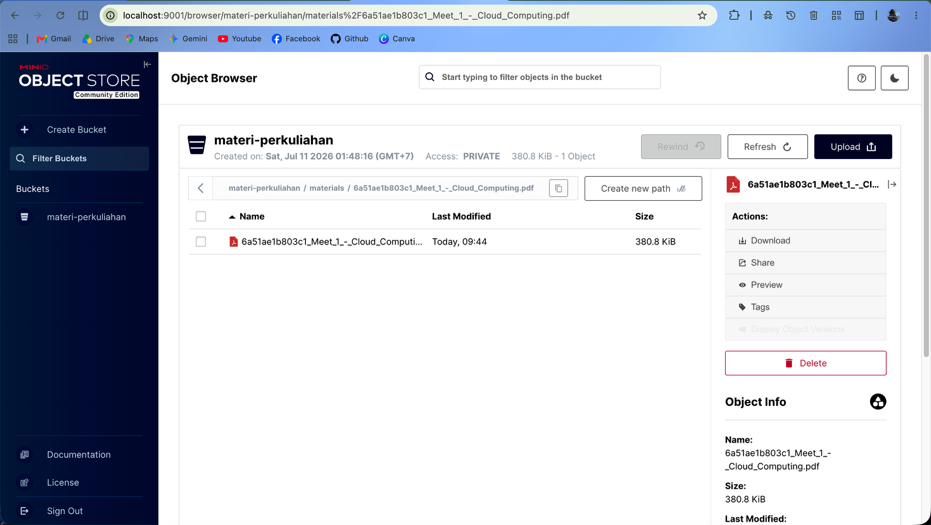 localhost:9001/browser/materi-perkuliahan/materials%2F6a51ae1b803c1_Meet_1_-_Cloud_Computing.pdf
Gmail Drive Maps Gemini Youtube Facebook Github Canva
MINIO
OBJECT STORE
Community Edition
Create Bucket
Filter Buckets
Buckets
materi-perkuliahan
Documentation
License
Sign Out
Object Browser
Start typing to filter objects in the bucket
materi-perkuliahan
Created on: Sat, Jul 11 2026 01:48:16 (GMT+7) Access: PRIVATE 380.8 KiB - 1 Object
Rewind Refresh Upload
materi-perkuliahan / materials / 6a51ae1b803c1_Meet_1_-_Cloud_Computing.pdf
Create new path
Name Last Modified Size
6a51ae1b803c1_Meet_1_-_Cloud_Computi... Today, 09:44 380.8 KiB
6a51ae1b803c1_Meet_1_-_Cl...
Actions:
Download
Share
Preview
Tags
Display Object Versions
Delete
Object Info
Name:
6a51ae1b803c1_Meet_1_-
_Cloud_Computing.pdf
Size:
380.8 KiB
Last Modified: